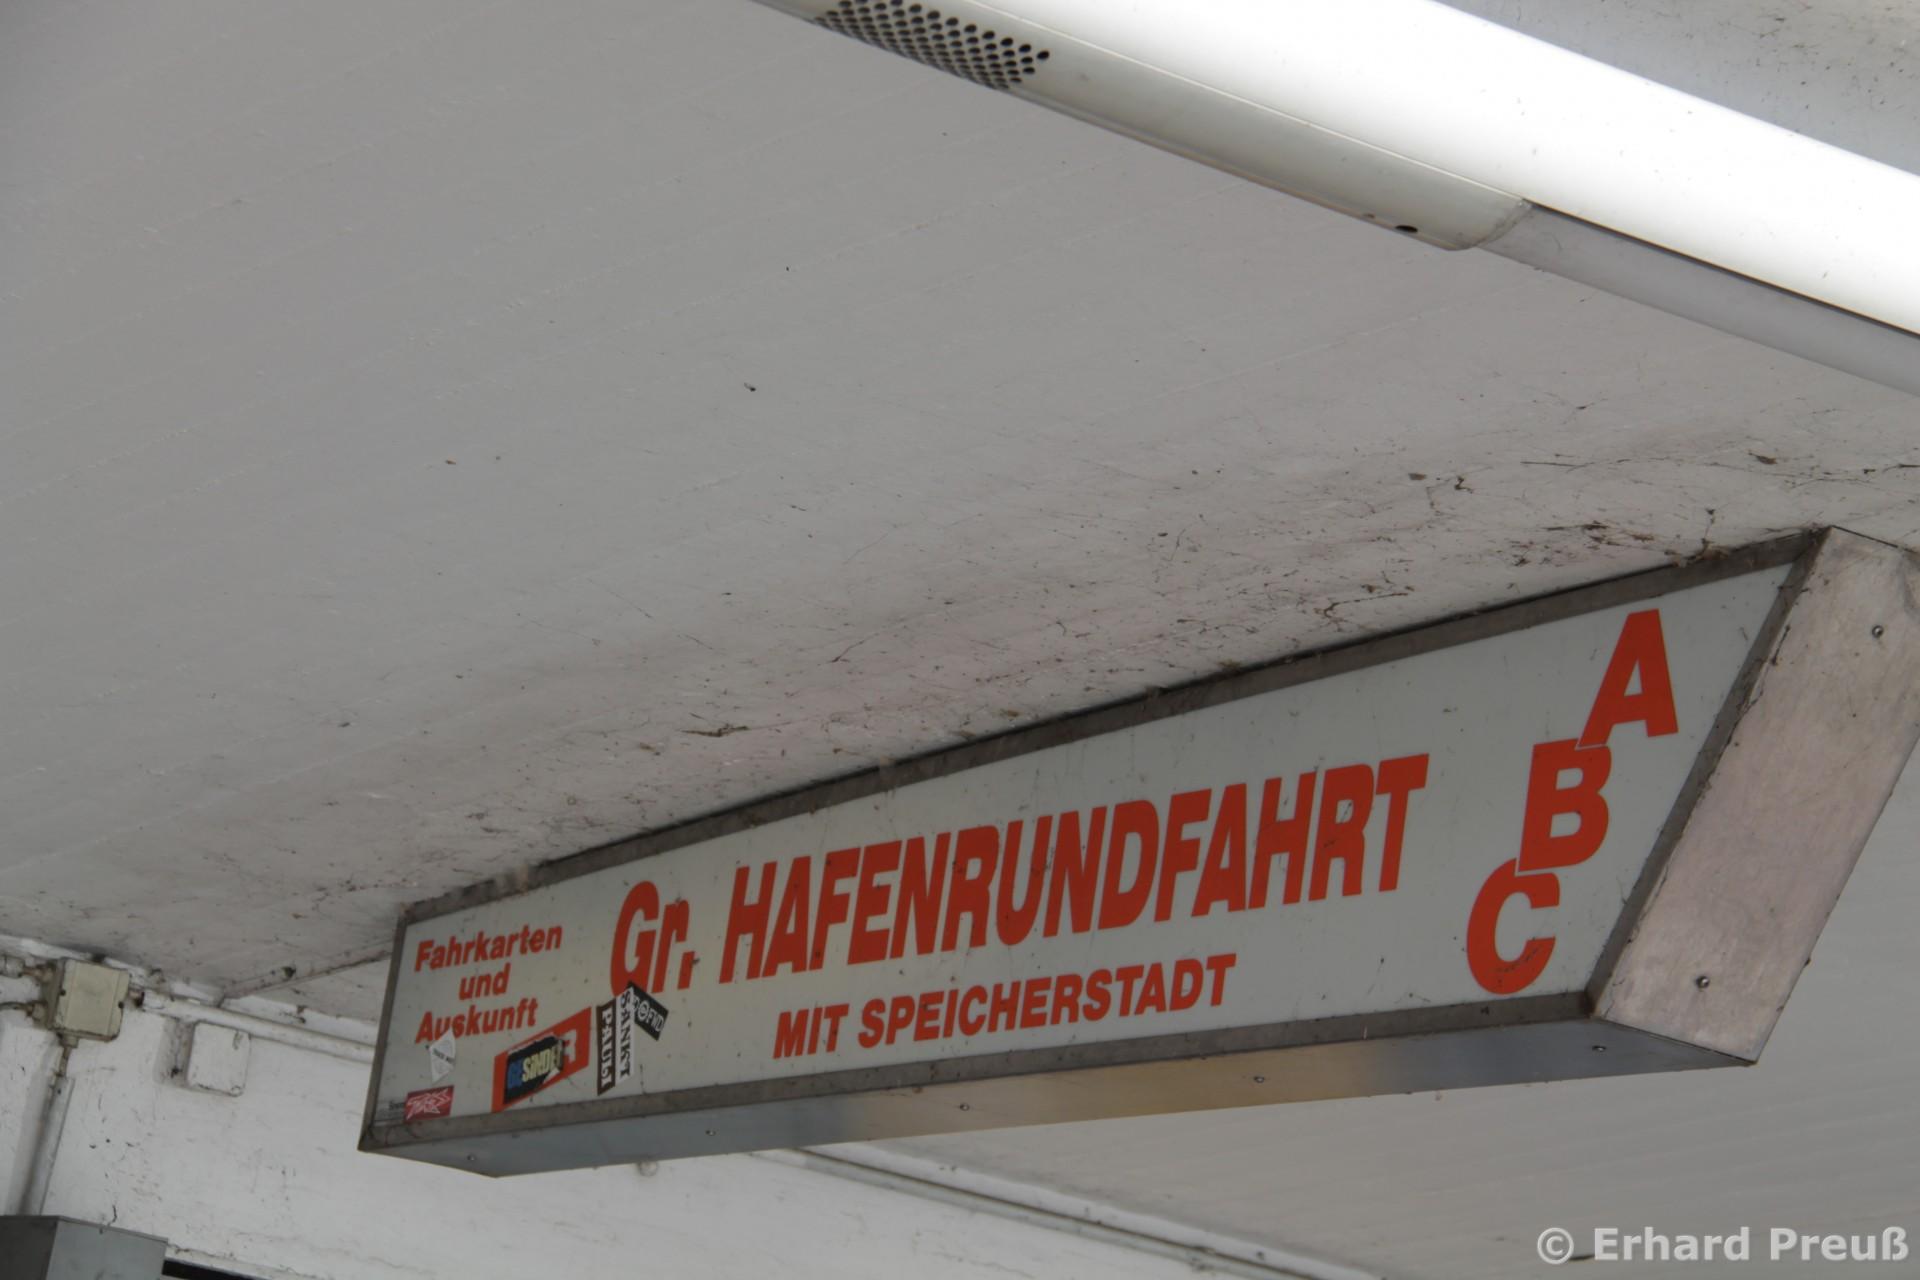 Fahrkarten
und
Auskunft
Gr. HAFENRUNDFAHRT
MIT SPEICHERSTADT
A
B
C
SANKT
PAULI
© Erhard Preuß